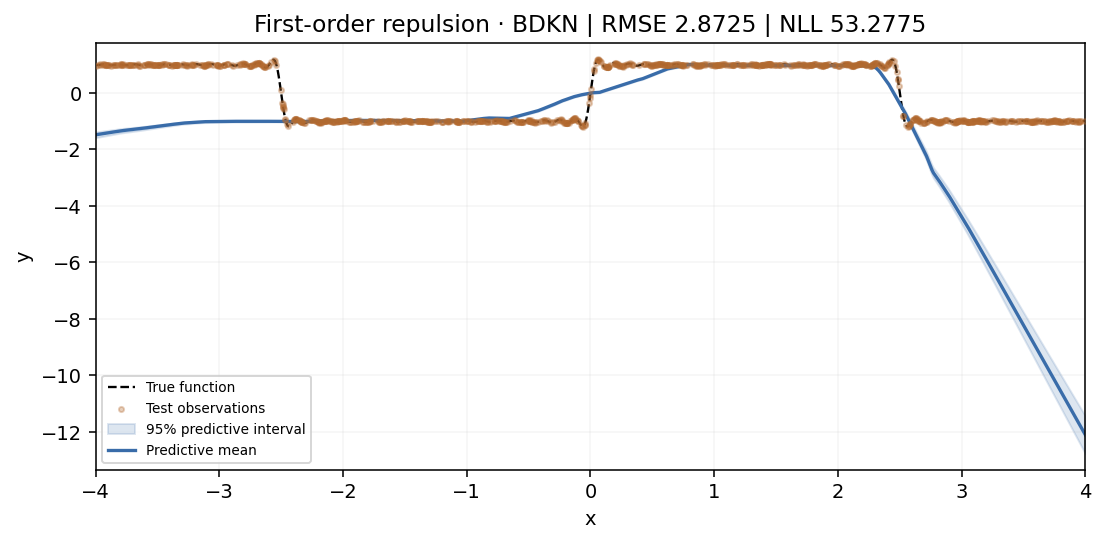 First-order repulsion · BDKN | RMSE 2.8725 | NLL 53.2775
y
0
−2
−4
−6
−8
−10
−12
True function
Test observations
95% predictive interval
Predictive mean
−4 −3 −2 −1 0 1 2 3 4
x